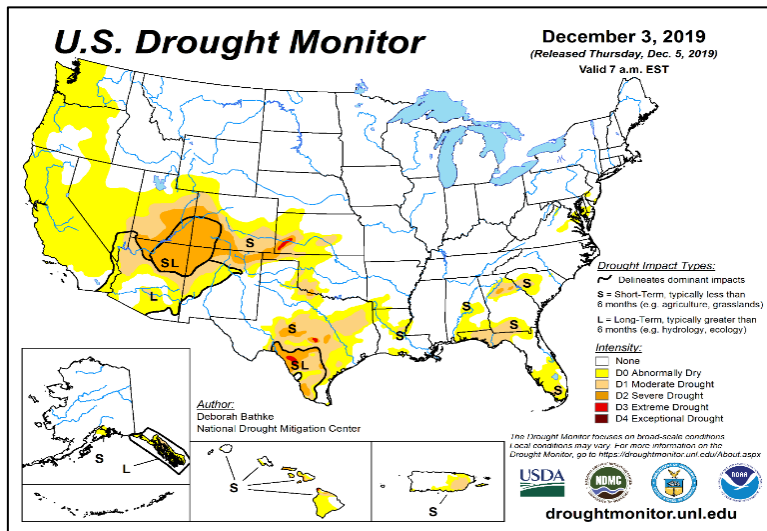 U.S. Drought Monitor
December 3, 2019
(Released Thursday, Dec. 5, 2019)
Valid 7 a.m. EST
S
SL
L
S
SL
S
S
S
S
S
Drought Impact Types:
Delineates dominant impacts
S = Short-Term, typically less than
6 months (e.g. agriculture, grasslands)
L = Long-Term, typically greater than
6 months (e.g. hydrology, ecology)
Intensity:
None
D0 Abnormally Dry
D1 Moderate Drought
D2 Severe Drought
D3 Extreme Drought
D4 Exceptional Drought
Author:
Deborah Bathke
National Drought Mitigation Center
S
L
S
S
The Drought Monitor focuses on broad-scale conditions.
Local conditions may vary. For more information on the
Drought Monitor, go to https://droughtmonitor.unl.edu/About.aspx
USDA
NDMC
NOAA
droughtmonitor.unl.edu